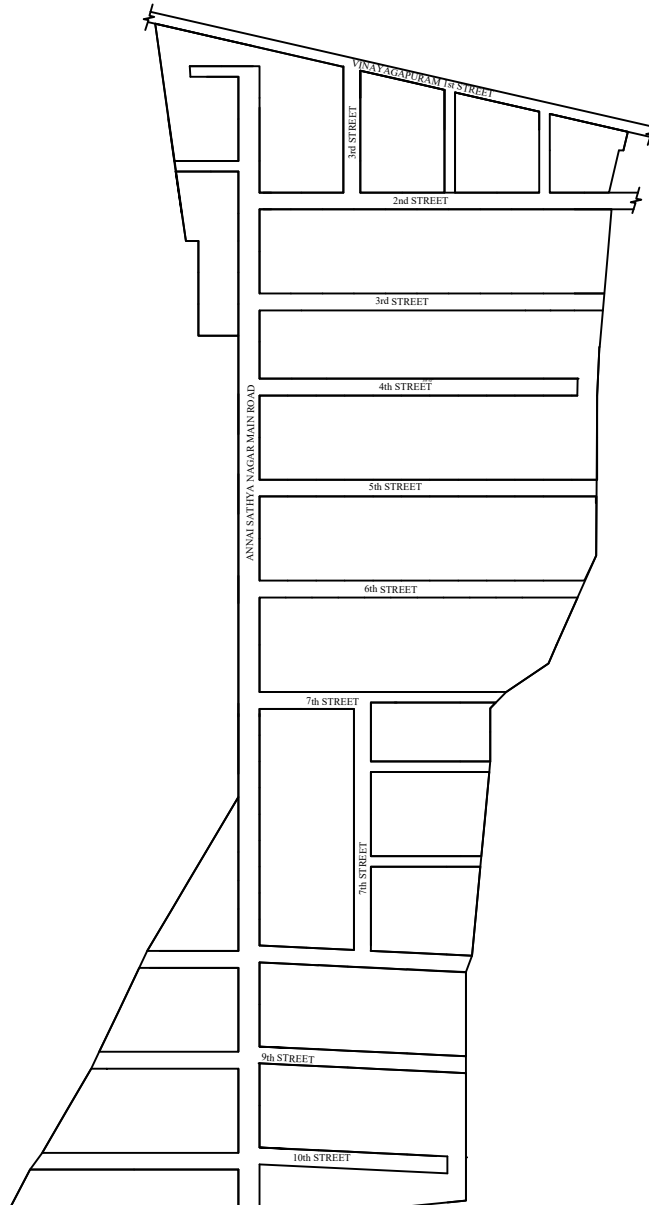 VINAYAGAPURAM 1st STREET
3rd STREET
2nd STREET
3rd STREET
4th STREET
ANNAI SATHYA NAGAR MAIN ROAD
5th STREET
6th STREET
7th STREET
7th STREET
9th STREET
10th STREET